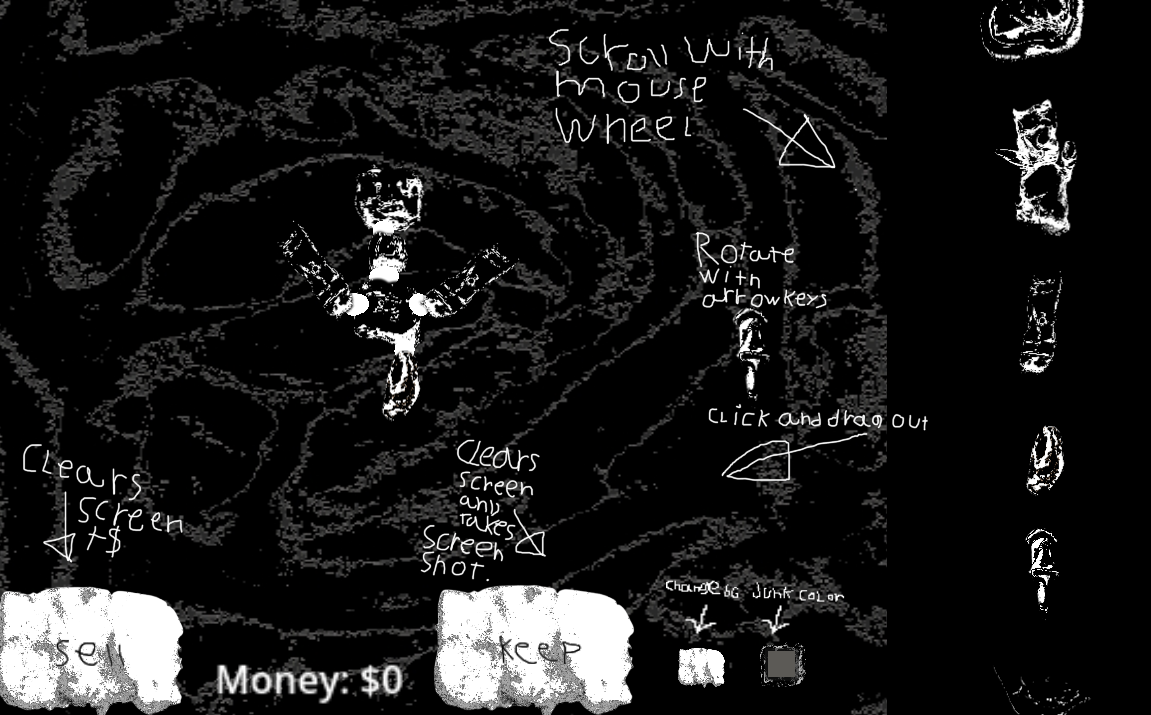 Scroll with
mouse
wheel
Rotate
with
arrowkeys
click and drag out
Clears
screen
+$
Clears
screen
and
takes
screen
shot.
change bg
Junk color
sell
keep
Money: $0